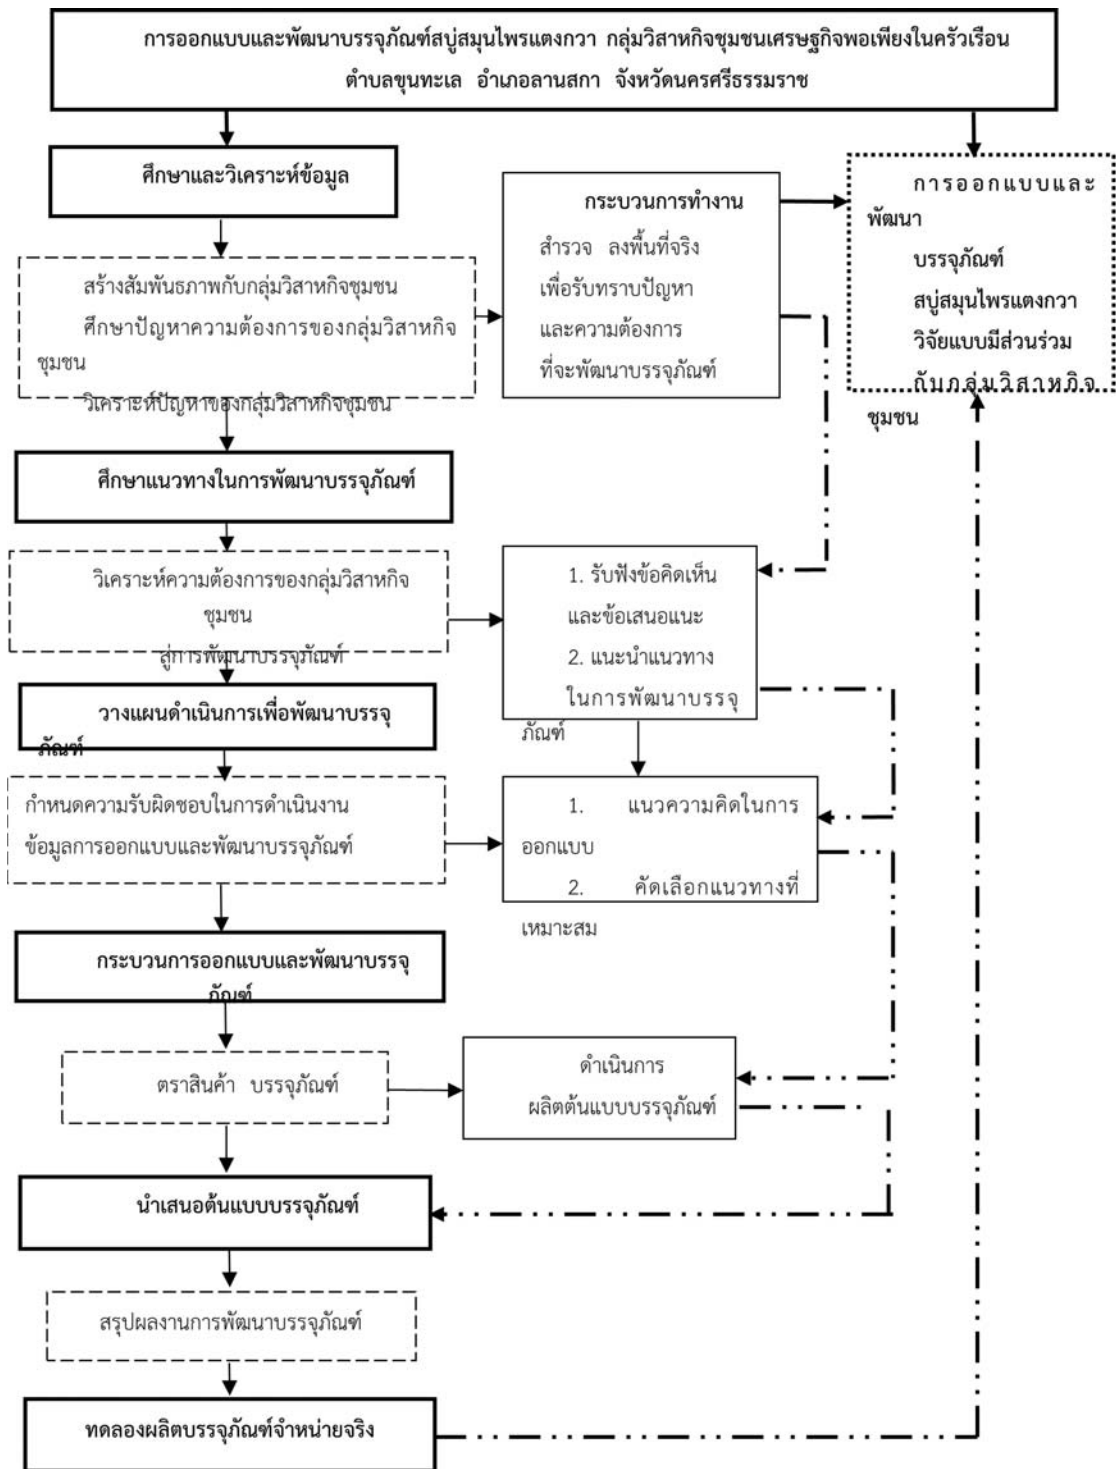 การออกแบบและพัฒนาบรรจุภัณฑ์สบู่สมุนไพรแตงกวา กลุ่มวิสาหกิจชุมชนเศรษฐกิจพอเพียงในครัวเรือน
ตำบลขุนทะเล อำเภอลานสกา จังหวัดนครศรีธรรมราช
ศึกษาและวิเคราะห์ข้อมูล
สร้างสัมพันธภาพกับกลุ่มวิสาหกิจชุมชน
ศึกษาปัญหาความต้องการของกลุ่มวิสาหกิจ
ชุมชน
วิเคราะห์ปัญหาของกลุ่มวิสาหกิจชุมชน
กระบวนการทำงาน
สำรวจ ลงพื้นที่จริง
เพื่อรับทราบปัญหา
และความต้องการ
ที่จะพัฒนาบรรจุภัณฑ์
การออกแบบและ
พัฒนา
บรรจุภัณฑ์
สบู่สมุนไพรแตงกวา
วิจัยแบบมีส่วนร่วม
กับกลุ่มวิสาหกิจ
ชุมชน
ศึกษาแนวทางในการพัฒนาบรรจุภัณฑ์
วิเคราะห์ความต้องการของกลุ่มวิสาหกิจ
ชุมชน
สู่การพัฒนาบรรจุภัณฑ์
1. รับฟังข้อคิดเห็น
และข้อเสนอแนะ
2. แนะนำแนวทาง
ในการพัฒนาบรรจุ
ภัณฑ์
วางแผนดำเนินการเพื่อพัฒนาบรรจุ
ภัณฑ์
กำหนดความรับผิดชอบในการดำเนินงาน
ข้อมูลการออกแบบและพัฒนาบรรจุภัณฑ์
1. แนวความคิดในการ
ออกแบบ
2. คัดเลือกแนวทางที่
เหมาะสม
กระบวนการออกแบบและพัฒนาบรรจุ
ภัณฑ์
ตราสินค้า บรรจุภัณฑ์
ดำเนินการ
ผลิตต้นแบบบรรจุภัณฑ์
นำเสนอต้นแบบบรรจุภัณฑ์
สรุปผลงานการพัฒนาบรรจุภัณฑ์
ทดลองผลิตบรรจุภัณฑ์จำหน่ายจริง